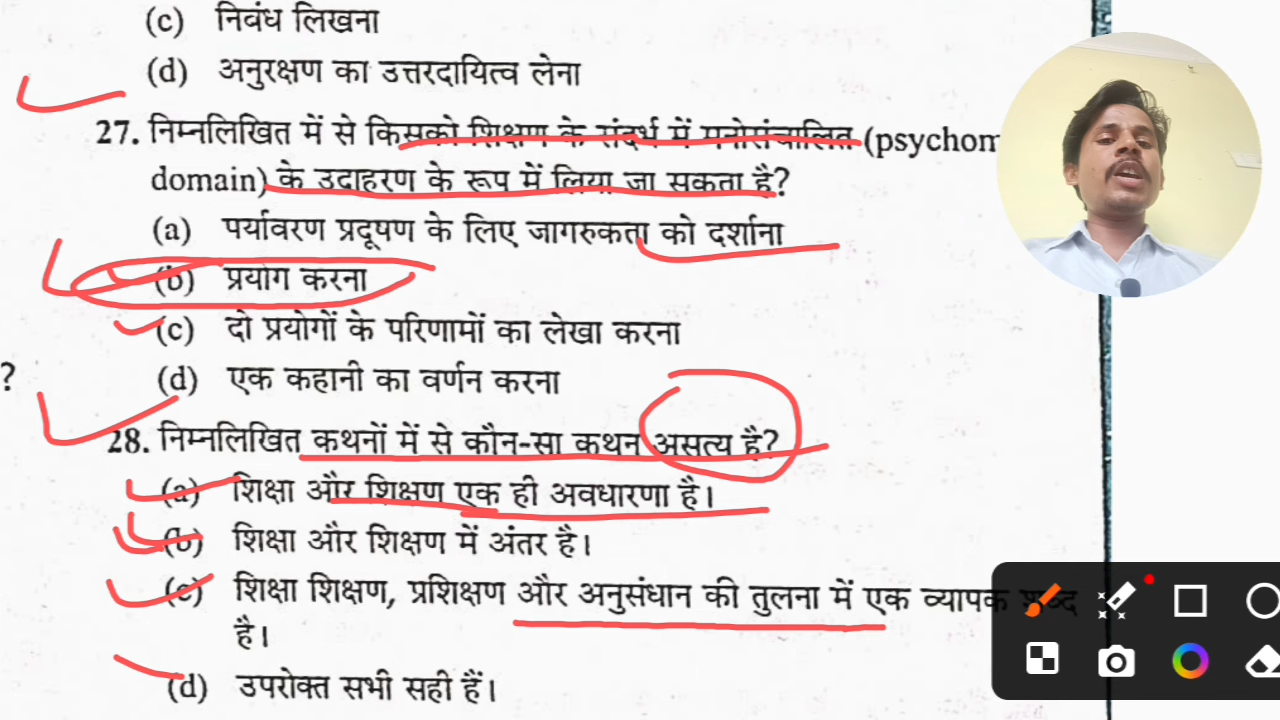 (c) निबंध लिखना
(d) अनुरक्षण का उत्तरदायित्व लेना
27. निम्नलिखित में से किसको शिक्षण के संदर्भ में मनोसंचालित (psychom
domain) के उदाहरण के रूप में लिया जा सकता है?
(a) पर्यावरण प्रदूषण के लिए जागरुकता को दर्शाना
(b) प्रयोग करना
(c) दो प्रयोगों के परिणामों का लेखा करना
?
(d) एक कहानी का वर्णन करना
28. निम्नलिखित कथनों में से कौन-सा कथन असत्य है?
(a) शिक्षा और शिक्षण एक ही अवधारणा है।
(b) शिक्षा और शिक्षण में अंतर है।
(c) शिक्षा शिक्षण, प्रशिक्षण और अनुसंधान की तुलना में एक व्यापक शब्द
है।
(d) उपरोक्त सभी सही हैं।